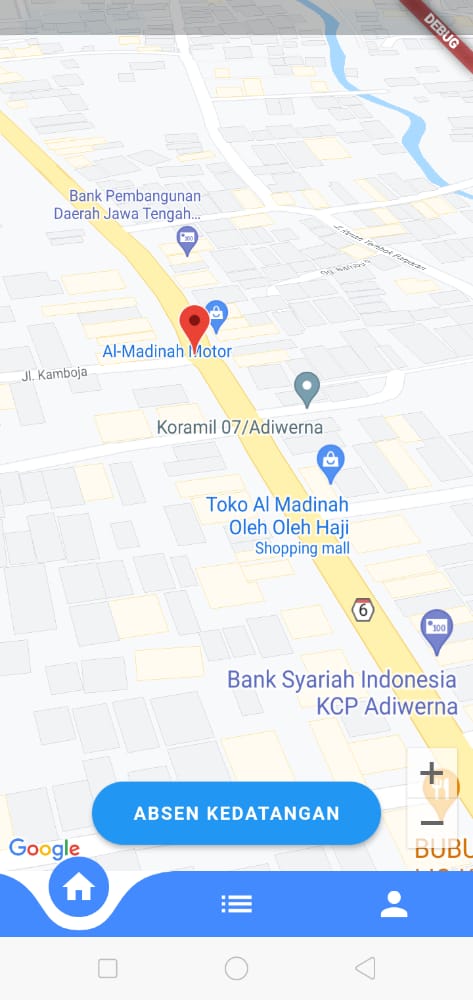 DEBUG
Bank Pembangunan
Daerah Jawa Tengah...
Al-Madinah Motor
Jl. Kamboja
Koramil 07/Adiwerna
Toko Al Madinah
Oleh Oleh Haji
Shopping mall
6
100
Bank Syariah Indonesia
KCP Adiwerna
+
−
ABSEN KEDATANGAN
Google
BUBU